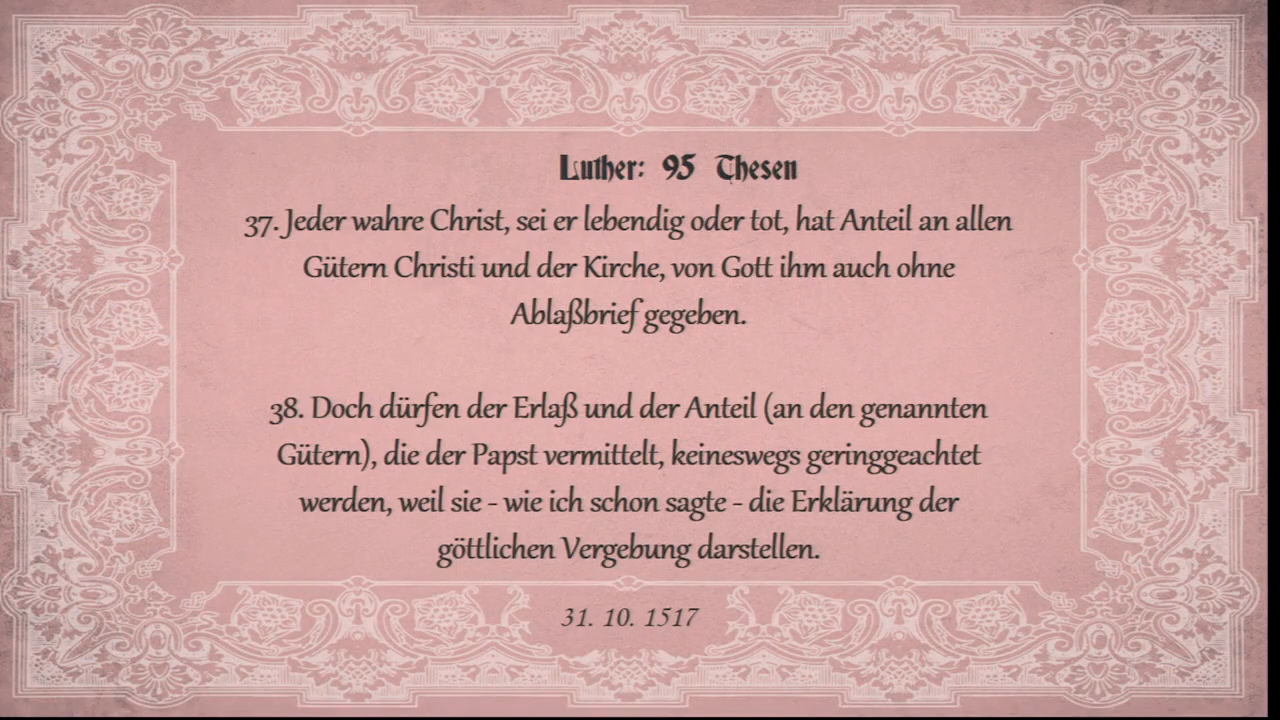 Luther: 95 Thesen
37. Jeder wahre Christ, sei er lebendig oder tot, hat Anteil an allen
Gütern Christi und der Kirche, von Gott ihm auch ohne
Ablaßbrief gegeben.
38. Doch dürfen der Erlaß und der Anteil (an den genannten
Gütern), die der Papst vermittelt, keineswegs geringgeachtet
werden, weil sie - wie ich schon sagte - die Erklärung der
göttlichen Vergebung darstellen.
31. 10. 1517